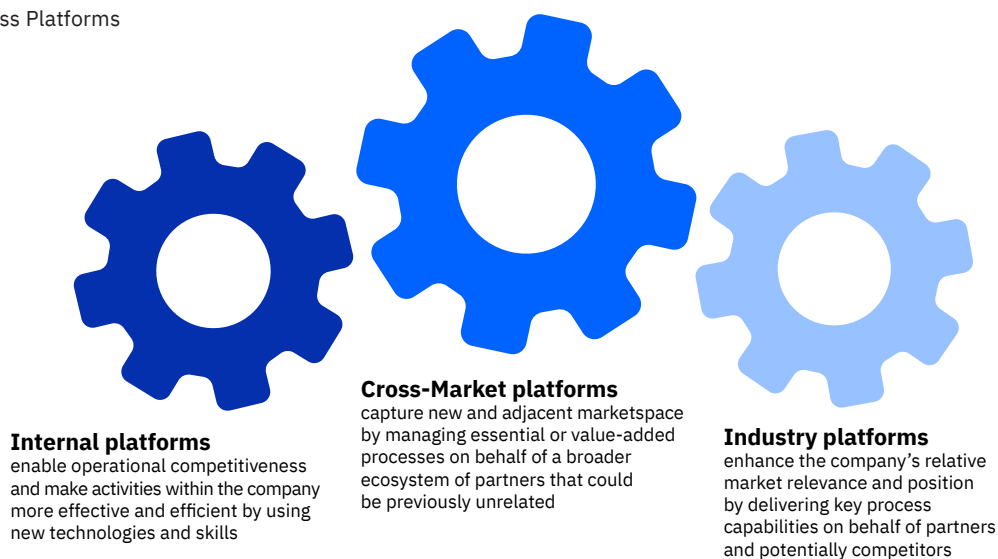 ss Platforms
Internal platforms
enable operational competitiveness
and make activities within the company
more effective and efficient by using
new technologies and skills
Cross-Market platforms
capture new and adjacent marketspace
by managing essential or value-added
processes on behalf of a broader
ecosystem of partners that could
be previously unrelated
Industry platforms
enhance the company’s relative
market relevance and position
by delivering key process
capabilities on behalf of partners
and potentially competitors